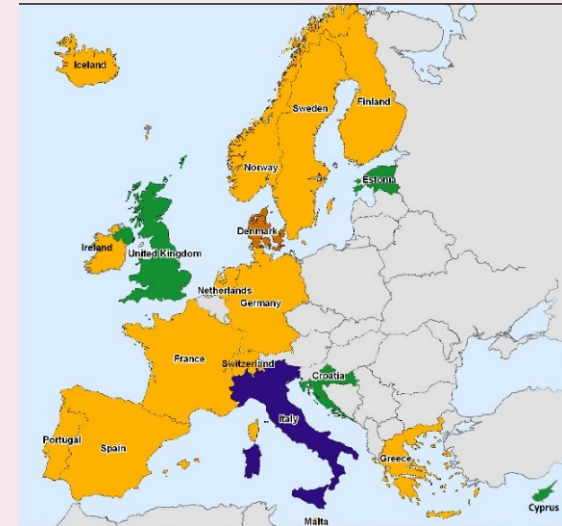 Iceland
Sweden
Finland
Norway
Estonia
Denmark
Ireland
United Kingdom
Netherlands
Germany
France
Switzerland
Croatia
Italy
Portugal
Spain
Greece
Cyprus
Malta